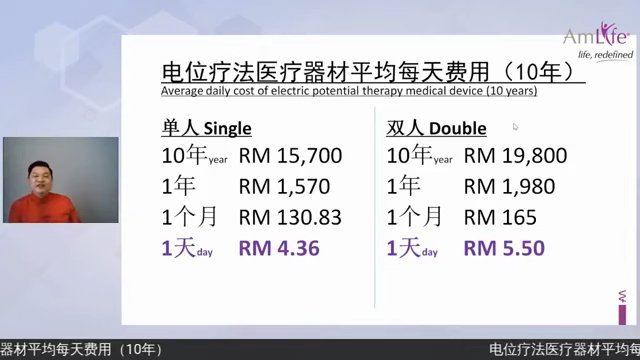 AmLife
life, redefined
电位疗法医疗器材平均每天费用（10年）
Average daily cost of electric potential therapy medical device (10 years)
单人 Single
10年year RM 15,700
1年 RM 1,570
1个月 RM 130.83
1天day RM 4.36
双人 Double
10年year RM 19,800
1年 RM 1,980
1个月 RM 165
1天day RM 5.50
器材平均每天费用（10年）
电位疗法医疗器材平均每